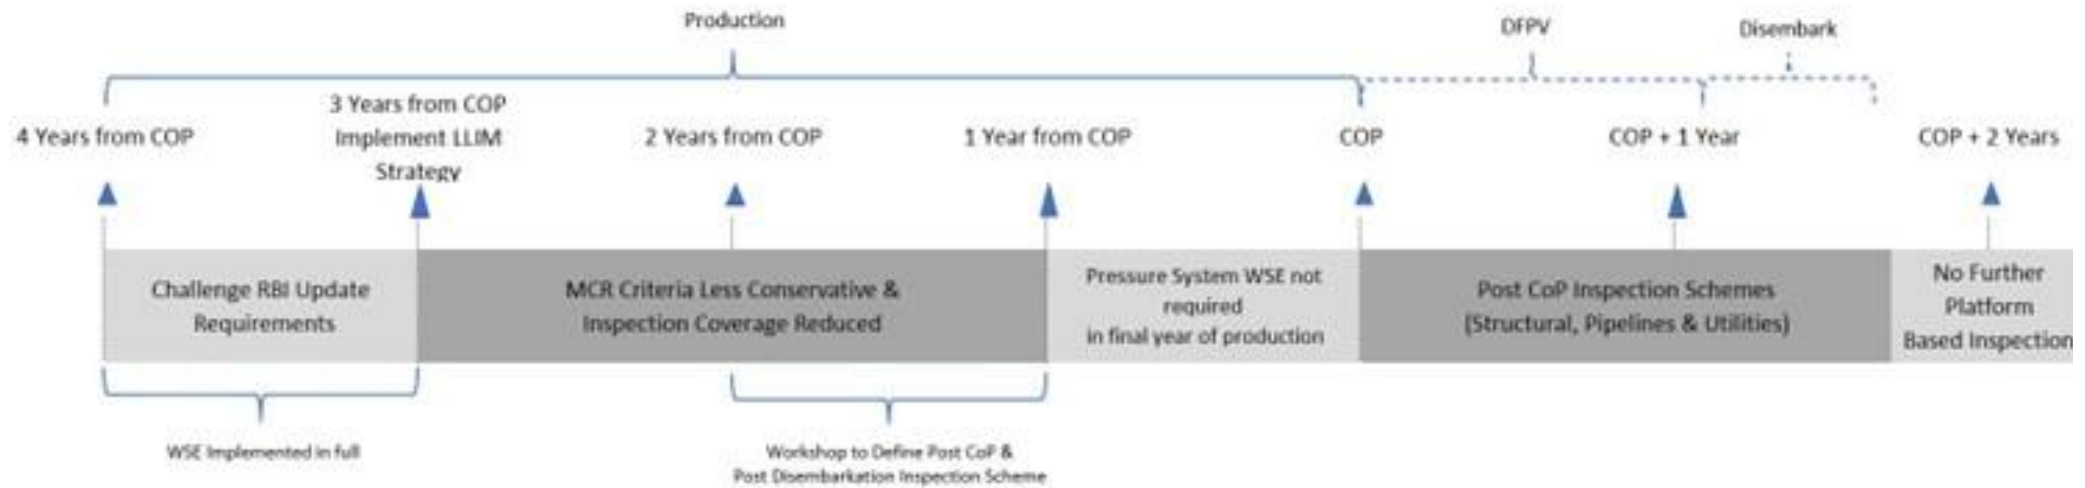 Production
DFPV
Disembark
4 Years from COP
3 Years from COP
Implement LLIM
Strategy
2 Years from COP
1 Year from COP
COP
COP + 1 Year
COP + 2 Years
Challenge RBI Update
Requirements
MCR Criteria Less Conservative &
Inspection Coverage Reduced
Pressure System WSE not
required
in final year of production
Post CoP Inspection Schemes
(Structural, Pipelines & Utilities)
No Further
Platform
Based Inspection
WSE Implemented in full
Workshop to Define Post CoP &
Post Disembarkation Inspection Scheme